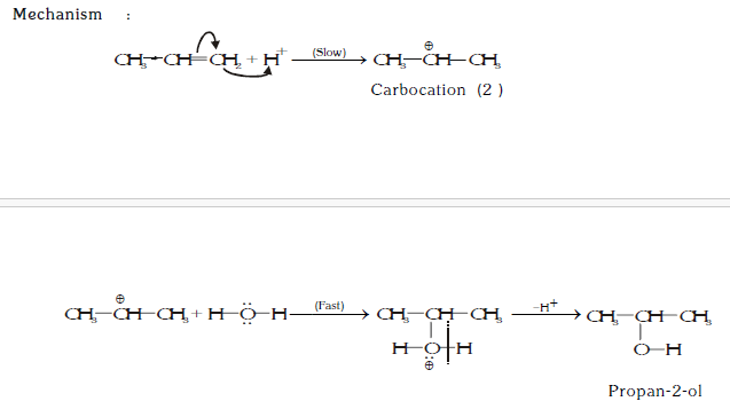 Mechanism :
CH₃—CH=CH₂ + H⁺ (Slow) CH₃—CH—CH₃
⊕
Carbocation (2 )
⊕
CH₃—CH—CH₃ + H—O—H (Fast) CH₃—CH—CH₃ –H⁺ CH₃—CH—CH₃
H—O—H O—H
⊕
Propan-2-ol